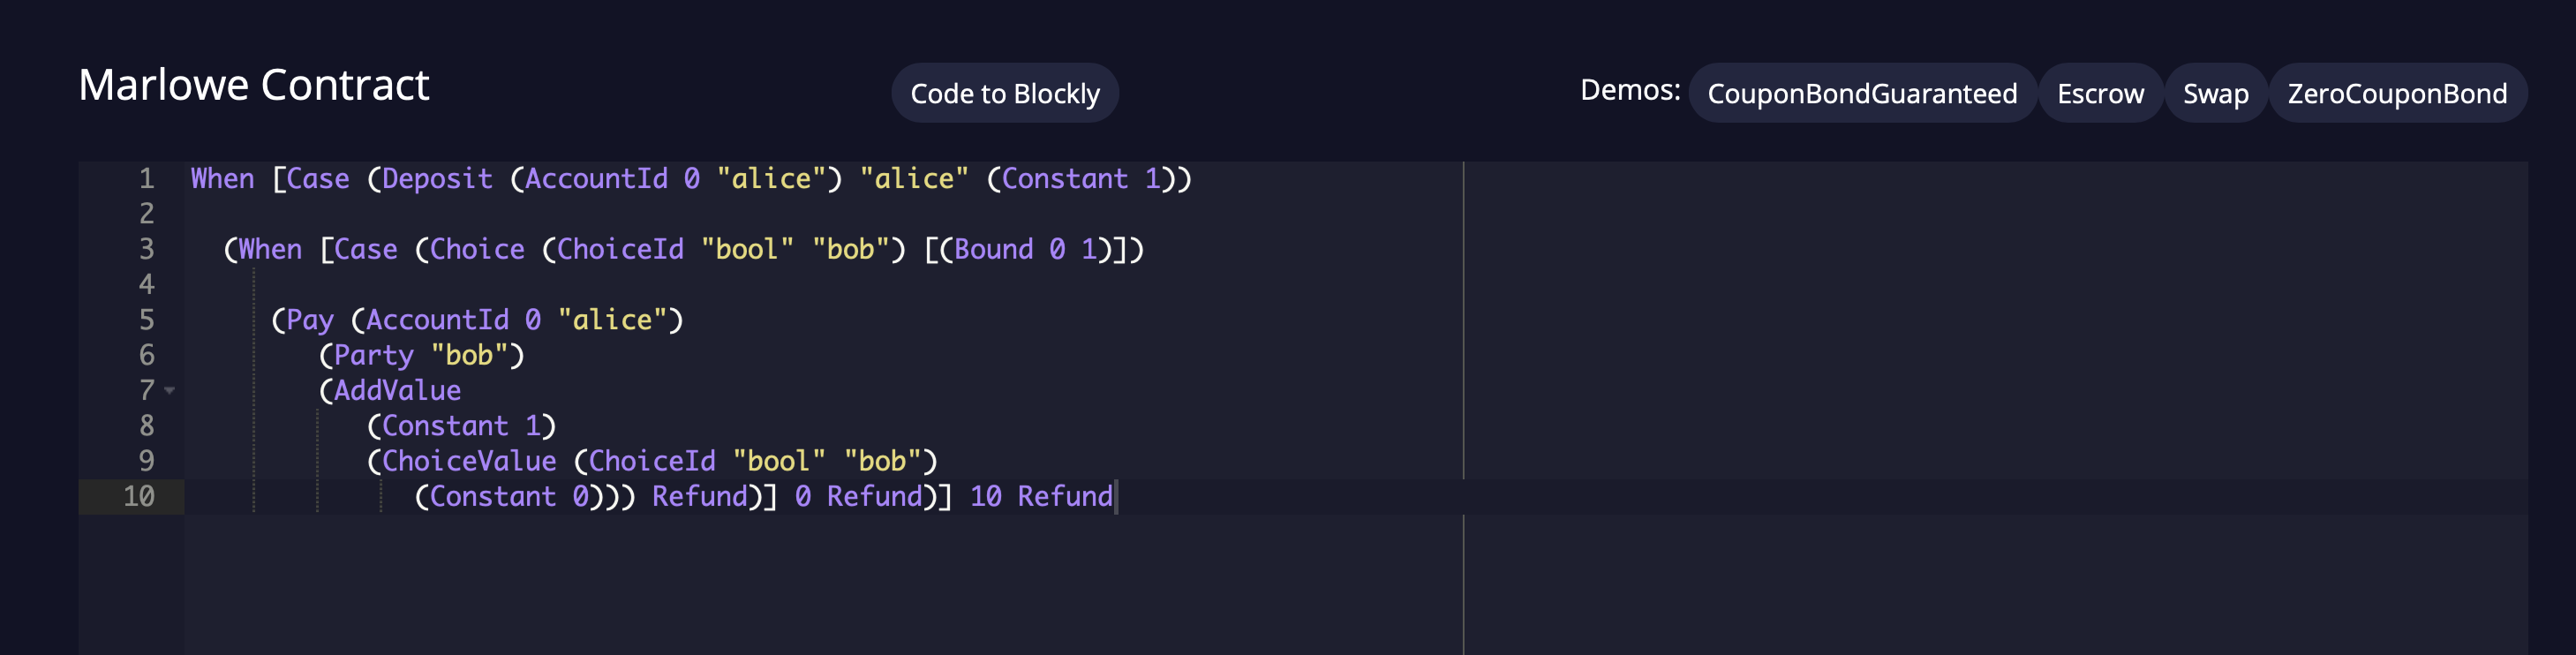 Marlowe Contract
Code to Blockly
Demos: CouponBondGuaranteed Escrow Swap ZeroCouponBond
1 When [Case (Deposit (AccountId 0 "alice") "alice" (Constant 1))
2
3 (When [Case (Choice (ChoiceId "bool" "bob") [(Bound 0 1)])
4
5 (Pay (AccountId 0 "alice")
6 (Party "bob")
7 (AddValue
8 (Constant 1)
9 (ChoiceValue (ChoiceId "bool" "bob")
10 (Constant 0))) Refund)] 0 Refund)] 10 Refund